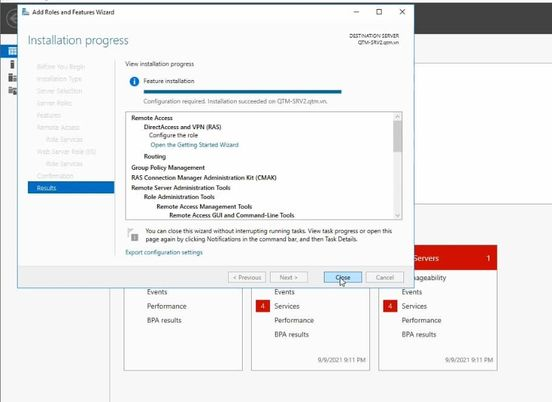 Add Roles and Features Wizard
Installation progress
DESTINATION SERVER
QTM-SRV2.qtm.vn
Before You Begin
Installation Type
Server Selection
Server Roles
Features
Remote Access
Role Services
Web Server Role (IIS)
Role Services
Confirmation
Results
View installation progress
Feature installation
Configuration required. Installation succeeded on QTM-SRV2.qtm.vn.
Remote Access
DirectAccess and VPN (RAS)
Configure the role
Open the Getting Started Wizard
Routing
Group Policy Management
RAS Connection Manager Administration Kit (CMAK)
Remote Server Administration Tools
Role Administration Tools
Remote Access Management Tools
Remote Access GUI and Command-Line Tools
You can close this wizard without interrupting running tasks. View task progress or open this
page again by clicking Notifications in the command bar, and then Task Details.
Export configuration settings
< Previous
Next >
Close
Cancel
Servers
1
nageability
Events
Performance
BPA results
Events
4
Services
Performance
BPA results
9/9/2021 9:11 PM
Events
4
Services
Performance
BPA results
9/9/2021 9:11 PM